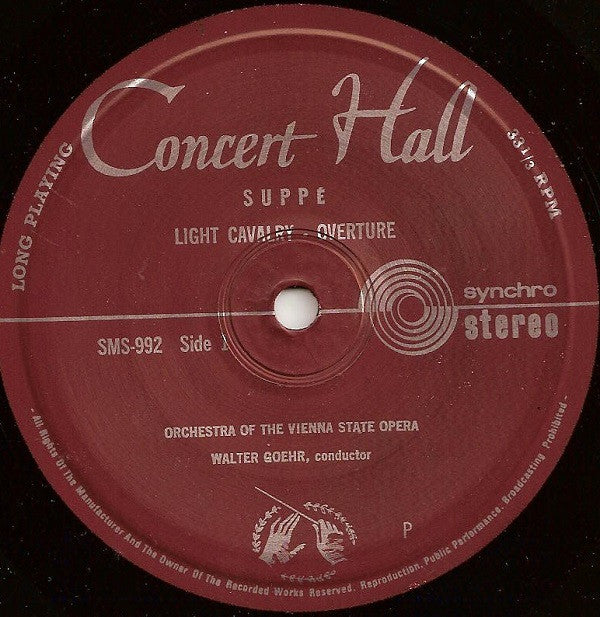 Concert Hall
LONG PLAYING
33 1/3 RPM
SUPPÉ
LIGHT CAVALRY OVERTURE
synchro
stereo
SMS-992 Side 1
ORCHESTRA OF THE VIENNA STATE OPERA
WALTER GOEHR, conductor
P
- All Rights Of The Manufacturer And The Owner Of The Recorded Works Reserved. Reproduction, Public Performance, Broadcasting Prohibited -